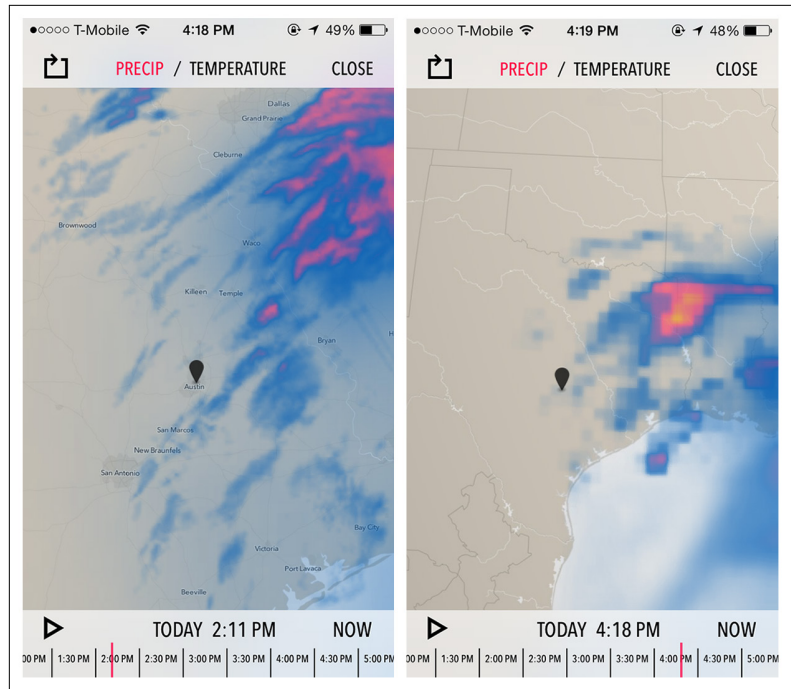 T-Mobile 4:18 PM 49%
PRECIP / TEMPERATURE CLOSE
Dallas
Grand Prairie
Cleburne
Brownwood
Waco
Killeen Temple
Bryan
H
Austin
San Marcos
New Braunfels
San Antonio
Bay City
Victoria
Port Lavaca
Beeville
TODAY 2:11 PM NOW
00 PM 1:30 PM 2:00 PM 2:30 PM 3:00 PM 3:30 PM 4:00 PM 4:30 PM 5:00 P
T-Mobile 4:19 PM 48%
PRECIP / TEMPERATURE CLOSE
TODAY 4:18 PM NOW
00 PM 1:30 PM 2:00 PM 2:30 PM 3:00 PM 3:30 PM 4:00 PM 4:30 PM 5:00 P